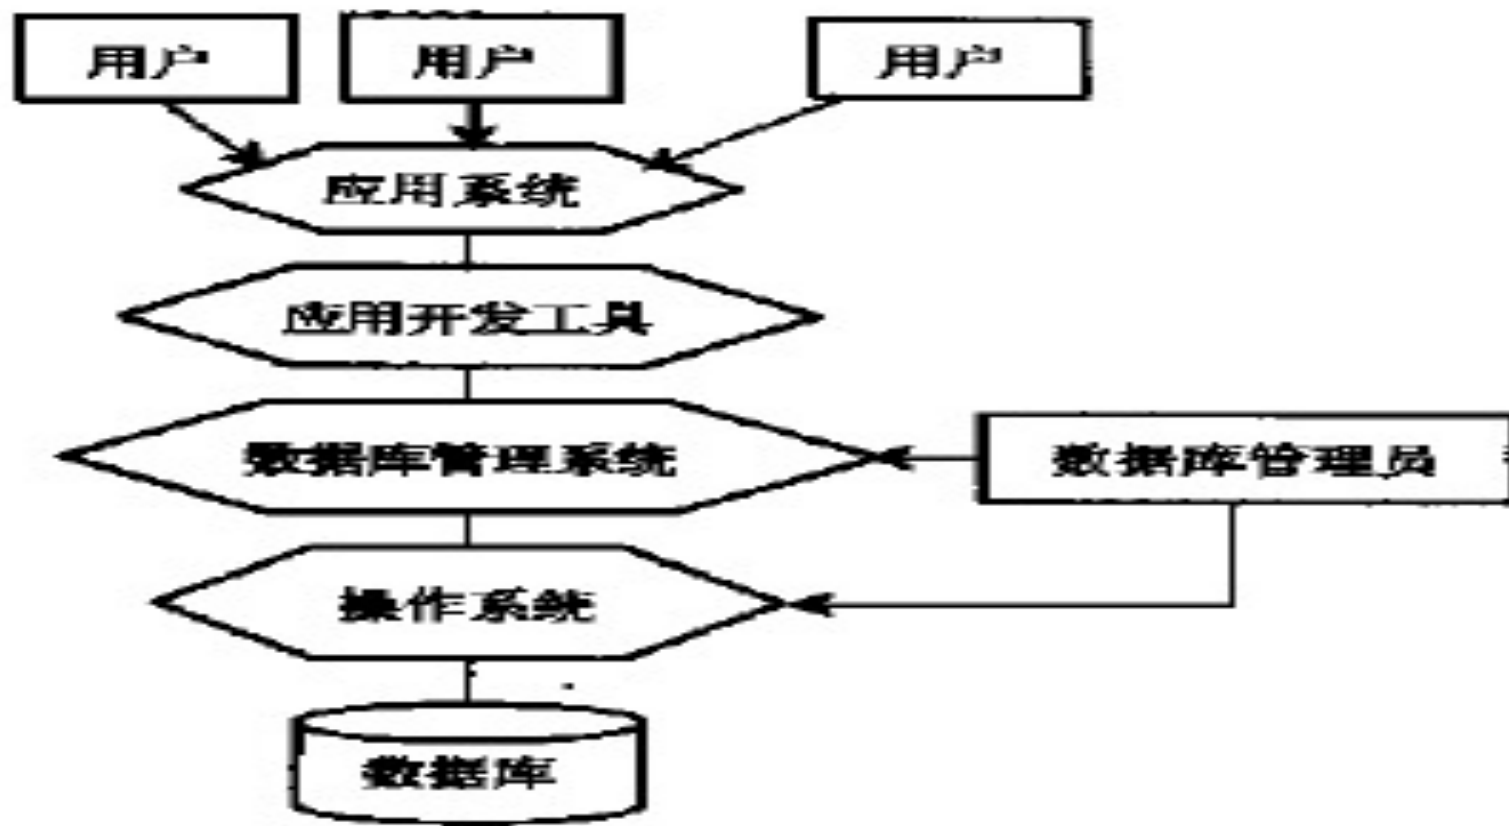 用户
用户
用户
应用系统
应用开发工具
数据库管理系统
数据库管理员
操作系统
数据库